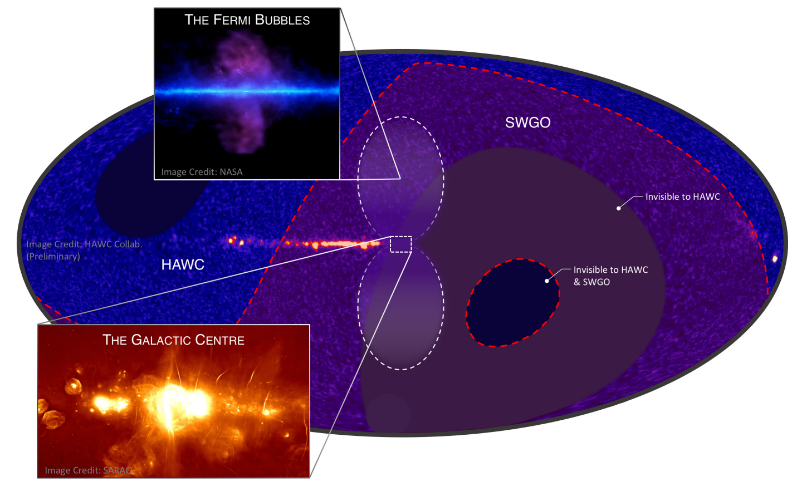 THE FERMI BUBBLES
Image Credit: NASA
SWGO
Invisible to HAWC
Image Credit: HAWC Collab.
(Preliminary)
HAWC
Invisible to HAWC
& SWGO
THE GALACTIC CENTRE
Image Credit: SARAO